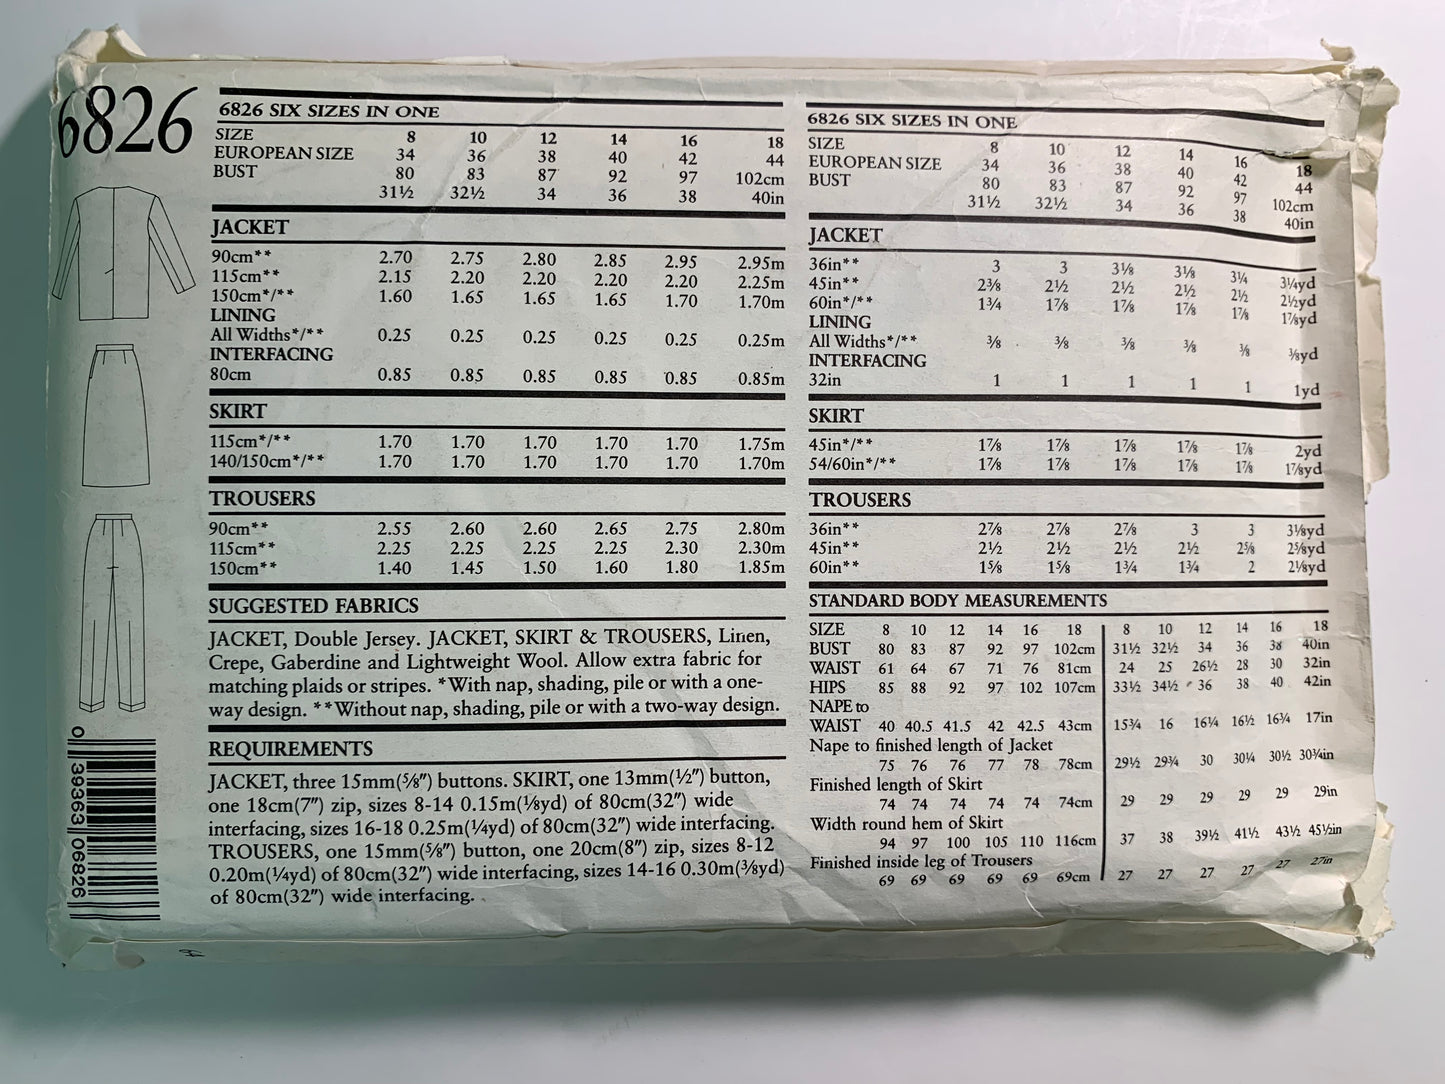 6826
6826 SIX SIZES IN ONE
SIZE 8 10 12 14 16 18
EUROPEAN SIZE 34 36 38 40 42 44
BUST 80 83 87 92 97 102cm
31½ 32½ 34 36 38 40in
JACKET
90cm** 2.70 2.75 2.80 2.85 2.95 2.95m
115cm** 2.15 2.20 2.20 2.20 2.20 2.25m
150cm*/** 1.60 1.65 1.65 1.65 1.70 1.70m
LINING
All Widths*/** 0.25 0.25 0.25 0.25 0.25 0.25m
INTERFACING
80cm 0.85 0.85 0.85 0.85 0.85 0.85m
SKIRT
115cm*/** 1.70 1.70 1.70 1.70 1.70 1.75m
140/150cm*/** 1.70 1.70 1.70 1.70 1.70 1.70m
TROUSERS
90cm** 2.55 2.60 2.60 2.65 2.75 2.80m
115cm** 2.25 2.25 2.25 2.25 2.30 2.30m
150cm** 1.40 1.45 1.50 1.60 1.80 1.85m
SUGGESTED FABRICS
JACKET, Double Jersey. JACKET, SKIRT & TROUSERS, Linen,
Crepe, Gaberdine and Lightweight Wool. Allow extra fabric for
matching plaids or stripes. *With nap, shading, pile or with a one-
way design. **Without nap, shading, pile or with a two-way design.
REQUIREMENTS
JACKET, three 15mm(⅝″) buttons. SKIRT, one 13mm(½″) button,
one 18cm(7″) zip, sizes 8-14 0.15m(⅛yd) of 80cm(32″) wide
interfacing, sizes 16-18 0.25m(¼yd) of 80cm(32″) wide interfacing.
TROUSERS, one 15mm(⅝″) button, one 20cm(8″) zip, sizes 8-12
0.20m(¼yd) of 80cm(32″) wide interfacing, sizes 14-16 0.30m(⅜yd)
of 80cm(32″) wide interfacing.
6826 SIX SIZES IN ONE
SIZE 8 10 12 14 16 18
EUROPEAN SIZE 34 36 38 40 42 44
BUST 80 83 87 92 97 102cm
31½ 32½ 34 36 38 40in
JACKET
36in** 3 3 3⅛ 3⅛ 3¼ 3¼yd
45in** 2⅜ 2½ 2½ 2½ 2½ 2½yd
60in*/** 1¾ 1⅞ 1⅞ 1⅞ 1⅞ 1⅞yd
LINING
All Widths*/** ⅜ ⅜ ⅜ ⅜ ⅜ ⅜yd
INTERFACING
32in 1 1 1 1 1 1yd
SKIRT
45in*/** 1⅞ 1⅞ 1⅞ 1⅞ 1⅞ 2yd
54/60in*/** 1⅞ 1⅞ 1⅞ 1⅞ 1⅞ 1⅞yd
TROUSERS
36in** 2⅞ 2⅞ 2⅞ 3 3 3⅛yd
45in** 2½ 2½ 2½ 2½ 2⅝ 2⅝yd
60in** 1⅝ 1⅝ 1¾ 1¾ 2 2⅛yd
STANDARD BODY MEASUREMENTS
SIZE 8 10 12 14 16 18 8 10 12 14 16 18
BUST 80 83 87 92 97 102cm 31½ 32½ 34 36 38 40in
WAIST 61 64 67 71 76 81cm 24 25 26½ 28 30 32in
HIPS 85 88 92 97 102 107cm 33½ 34½ 36 38 40 42in
NAPE to
WAIST 40 40.5 41.5 42 42.5 43cm 15¾ 16 16¼ 16½ 16¾ 17in
Nape to finished length of Jacket
75 76 76 77 78 78cm 29½ 29¾ 30 30¼ 30½ 30¾in
Finished length of Skirt
74 74 74 74 74 74cm 29 29 29 29 29 29in
Width round hem of Skirt
94 97 100 105 110 116cm 37 38 39½ 41½ 43½ 45½in
Finished inside leg of Trousers
69 69 69 69 69 69cm 27 27 27 27 27 27in
0 39363 06826